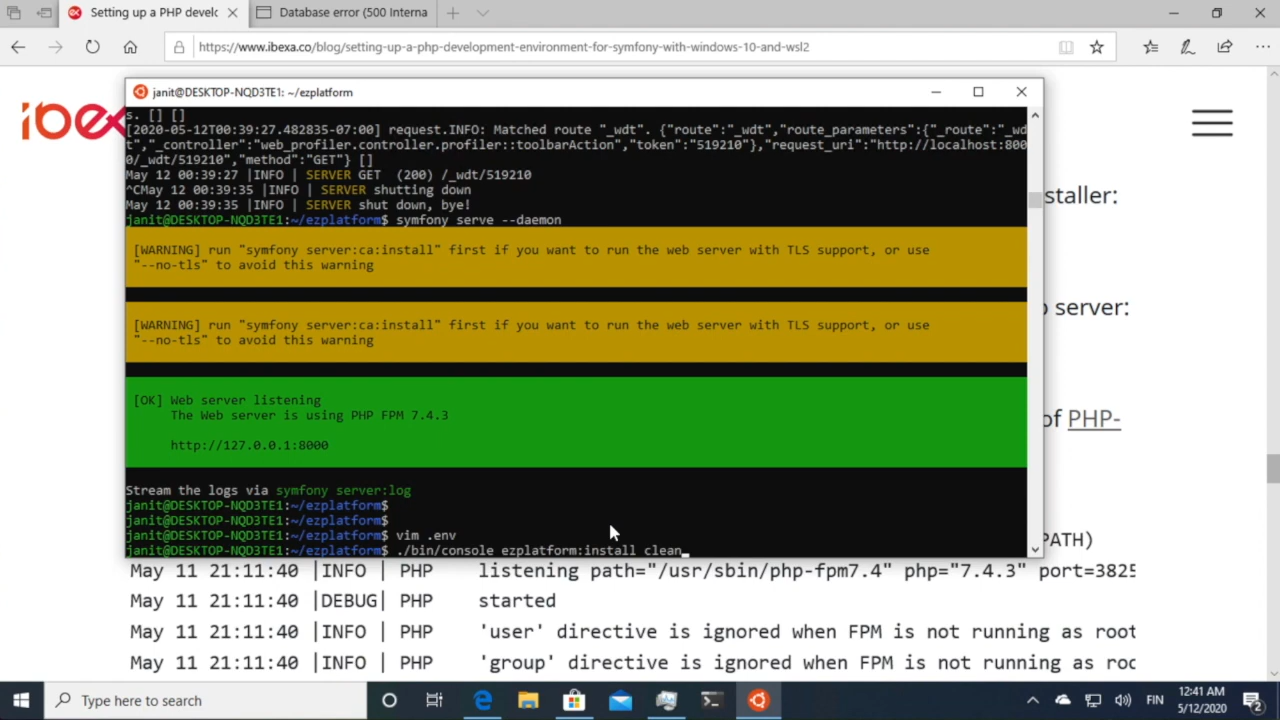 Setting up a PHP develo
Database error (500 Interna
https://www.ibexa.co/blog/setting-up-a-php-development-environment-for-symfony-with-windows-10-and-wsl2
ibex
janit@DESKTOP-NQD3TE1: ~/ezplatform
s. [] []
[2020-05-12T00:39:27.482835-07:00] request.INFO: Matched route "_wdt". {"route":"_wdt","route_parameters":{"_route":"_wd
t","_controller":"web_profiler.controller.profiler::toolbarAction","token":"519210"},"request_uri":"http://localhost:800
0/_wdt/519210","method":"GET"} []
May 12 00:39:27 |INFO | SERVER GET (200) /_wdt/519210
^CMay 12 00:39:35 |INFO | SERVER shutting down
May 12 00:39:35 |INFO | SERVER shut down, bye!
janit@DESKTOP-NQD3TE1:~/ezplatform$ symfony serve --daemon
[WARNING] run "symfony server:ca:install" first if you want to run the web server with TLS support, or use
"--no-tls" to avoid this warning
[WARNING] run "symfony server:ca:install" first if you want to run the web server with TLS support, or use
"--no-tls" to avoid this warning
[OK] Web server listening
The Web server is using PHP FPM 7.4.3
http://127.0.0.1:8000
Stream the logs via symfony server:log
janit@DESKTOP-NQD3TE1:~/ezplatform$
janit@DESKTOP-NQD3TE1:~/ezplatform$
janit@DESKTOP-NQD3TE1:~/ezplatform$ vim .env
janit@DESKTOP-NQD3TE1:~/ezplatform$ ./bin/console ezplatform:install clean
staller:
server:
of PHP-
PATH)
May 11 21:11:40 |INFO | PHP listening path="/usr/sbin/php-fpm7.4" php="7.4.3" port=3825
May 11 21:11:40 |DEBUG| PHP started
May 11 21:11:40 |INFO | PHP 'user' directive is ignored when FPM is not running as root
May 11 21:11:40 |INFO | PHP 'group' directive is ignored when FPM is not running as roo
Type here to search
FIN
12:41 AM
5/12/2020
2